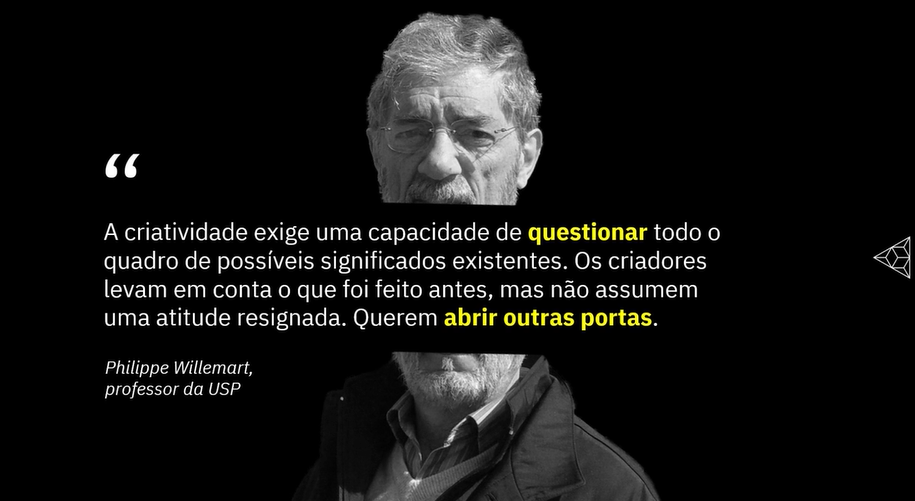 “
A criatividade exige uma capacidade de questionar todo o
quadro de possíveis significados existentes. Os criadores
levam em conta o que foi feito antes, mas não assumem
uma atitude resignada. Querem abrir outras portas.
Philippe Willemart,
professor da USP